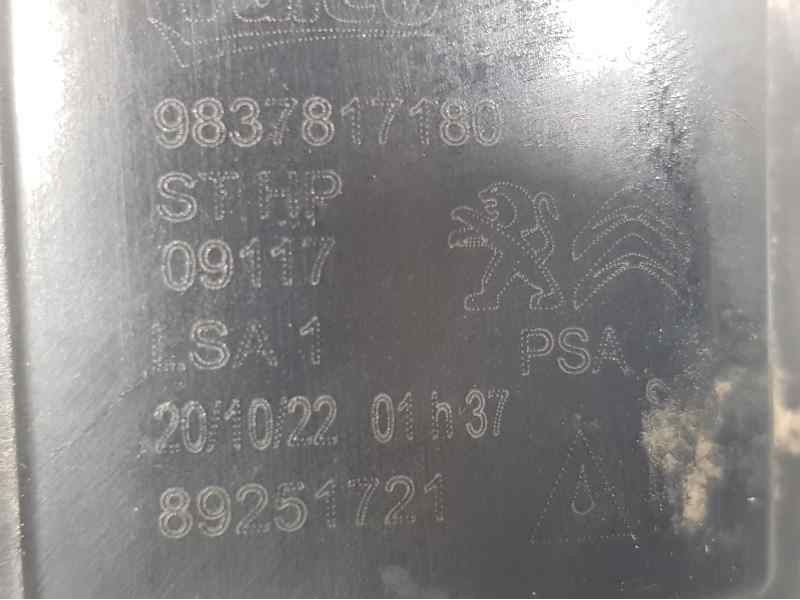 9837817180
ST HP
09117
LSA 1
PSA
20/10/22 01 h 37
89251721